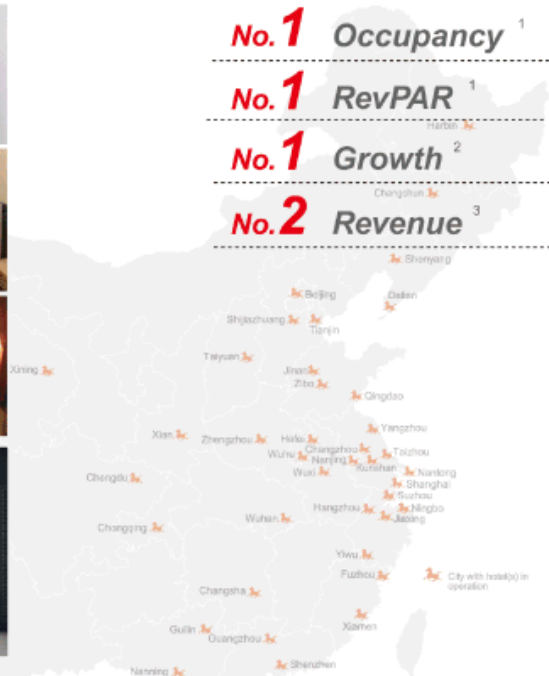 No. 1 Occupancy 1
No. 1 RevPAR 1
Harbin
No. 1 Growth 2
Changchun
No. 2 Revenue 3
Shenyang
Beijing
Dalian
Shijiazhuang
Tianjin
Taiyuan
Xining
Jinan
Zibo
Qingdao
Yangzhou
Xian
Zhengzhou
Hefei
Changzhou
Taizhou
Wuhu
Nanjing
Kunshan
Wuxi
Nantong
Chengdu
Shanghai
Suzhou
Hangzhou
Ningbo
Jiaxing
Wuhan
Chongqing
Yiwu
Fuzhou
City with hotel(s) in
operation
Changsha
Xiamen
Guilin
Guangzhou
Shenzhen
Nanning